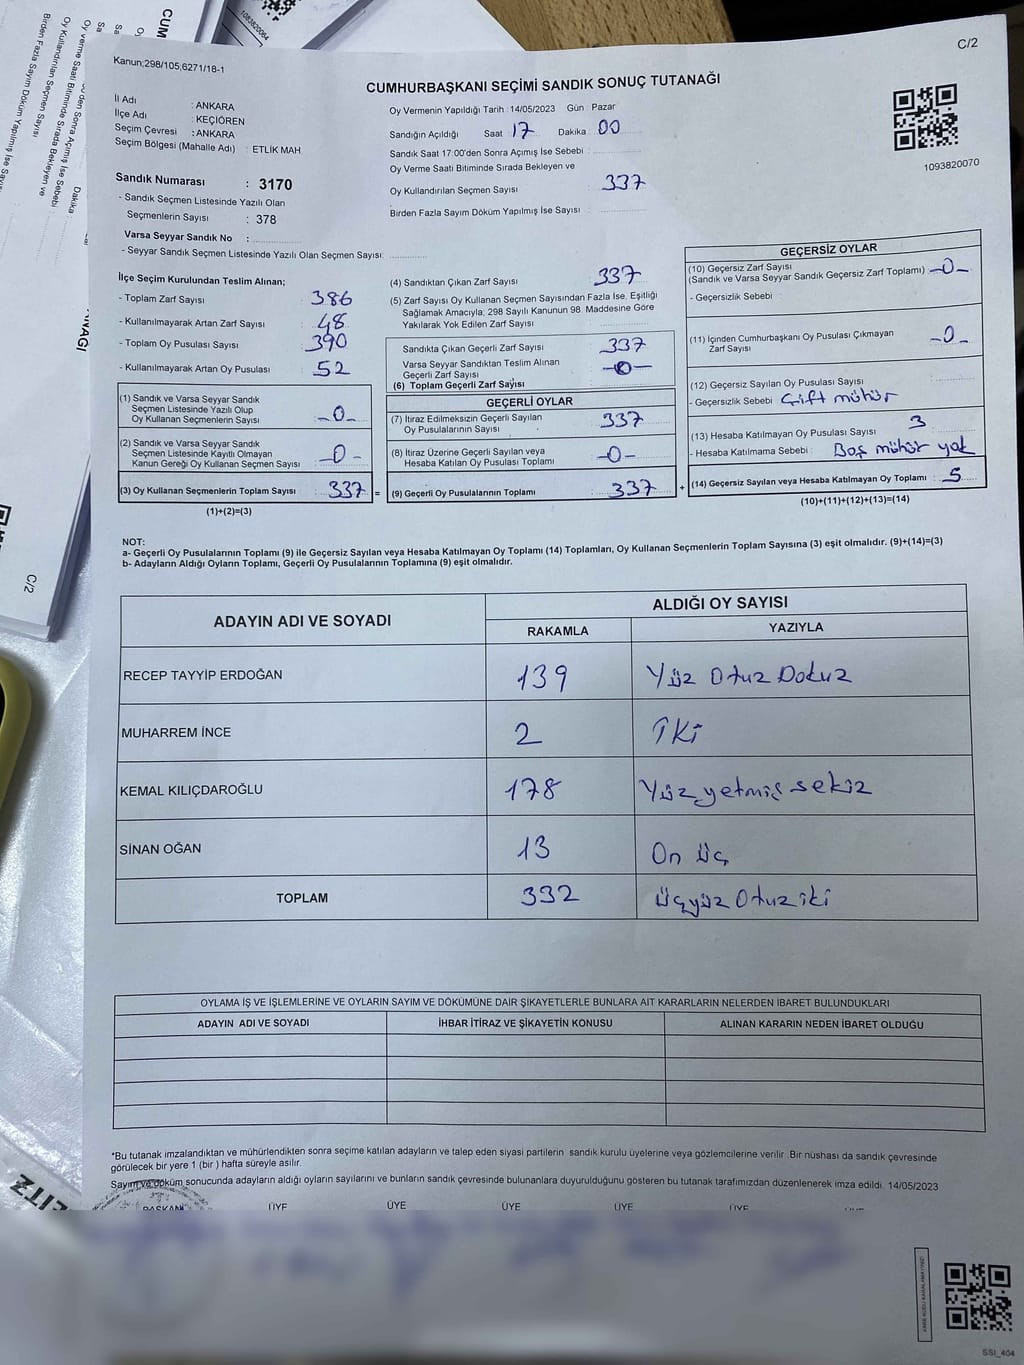 Kanun;298/105,6271/18-1
C/2
CUMHURBAŞKANI SEÇİMİ SANDIK SONUÇ TUTANAĞI
İl Adı : ANKARA
İlçe Adı : KEÇİÖREN
Seçim Çevresi : ANKARA
Seçim Bölgesi (Mahalle Adı) : ETLİK MAH.
Sandık Numarası : 3170
- Sandık Seçmen Listesinde Yazılı Olan
Seçmenlerin Sayısı : 378
Varsa Seyyar Sandık No :
- Seyyar Sandık Seçmen Listesinde Yazılı Olan Seçmen Sayısı:
Oy Vermenin Yapıldığı Tarih : 14/05/2023 Gün : Pazar
Sandığın Açıldığı Saat 17 Dakika 00
Sandık Saat 17:00'den Sonra Açımış İse Sebebi :
Oy Verme Saati Bitiminde Sırada Bekleyen ve
Oy Kullandırılan Seçmen Sayısı 337
Birden Fazla Sayım Döküm Yapılmış İse Sayısı :
1093820070
İlçe Seçim Kurulundan Teslim Alınan;
- Toplam Zarf Sayısı 386
- Kullanılmayarak Artan Zarf Sayısı : 48
- Toplam Oy Pusulası Sayısı : 390
- Kullanılmayarak Artan Oy Pusulası : 52
(1) Sandık ve Varsa Seyyar Sandık
Seçmen Listesinde Yazılı Olup
Oy Kullanan Seçmenlerin Sayısı : -0-
(2) Sandık ve Varsa Seyyar Sandık
Seçmen Listesinde Kayıtlı Olmayan
Kanun Gereği Oy Kullanan Seçmen Sayısı : -0-
(3) Oy Kullanan Seçmenlerin Toplam Sayısı : 337 =
(1)+(2)=(3)
(4) Sandıktan Çıkan Zarf Sayısı : 337
(5) Zarf Sayısı Oy Kullanan Seçmen Sayısından Fazla İse, Eşitliği
Sağlamak Amacıyla; 298 Sayılı Kanunun 98. Maddesine Göre
Yakılarak Yok Edilen Zarf Sayısı :
Sandıkta Çıkan Geçerli Zarf Sayısı : 337
Varsa Seyyar Sandıktan Teslim Alınan
Geçerli Zarf Sayısı : -0-
(6) Toplam Geçerli Zarf Sayısı
GEÇERLİ OYLAR
(7) İtiraz Edilmeksizin Geçerli Sayılan
Oy Pusulalarının Sayısı : 337
(8) İtiraz Üzerine Geçerli Sayılan veya
Hesaba Katılan Oy Pusulası Toplamı : -0-
(9) Geçerli Oy Pusulalarının Toplamı : 337 +
GEÇERSİZ OYLAR
(10) Geçersiz Zarf Sayısı
(Sandık ve Varsa Seyyar Sandık Geçersiz Zarf Toplamı) : -0-
- Geçersizlik Sebebi :
(11) İçinden Cumhurbaşkanı Oy Pusulası Çıkmayan
Zarf Sayısı : -0-
(12) Geçersiz Sayılan Oy Pusulası Sayısı :
- Geçersizlik Sebebi : Çift mühür
(13) Hesaba Katılmayan Oy Pusulası Sayısı : 3
- Hesaba Katılmama Sebebi : Boş mühür yok
(14) Geçersiz Sayılan veya Hesaba Katılmayan Oy Toplamı : 5
(10)+(11)+(12)+(13)=(14)
NOT:
a- Geçerli Oy Pusulalarının Toplamı (9) ile Geçersiz Sayılan veya Hesaba Katılmayan Oy Toplamı (14) Toplamları, Oy Kullanan Seçmenlerin Toplam Sayısına (3) eşit olmalıdır. (9)+(14)=(3)
b- Adayların Aldığı Oyların Toplamı, Geçerli Oy Pusulalarının Toplamına (9) eşit olmalıdır.
ADAYIN ADI VE SOYADI
ALDIĞI OY SAYISI
RAKAMLA YAZIYLA
RECEP TAYYİP ERDOĞAN 139 Yüz Otuz Dokuz
MUHARREM İNCE 2 İki
KEMAL KILIÇDAROĞLU 178 Yüz yetmiş sekiz
SİNAN OĞAN 13 On üç
TOPLAM 332 üçyüz Otuz iki
OYLAMA İŞ VE İŞLEMLERİNE VE OYLARIN SAYIM VE DÖKÜMÜNE DAİR ŞİKAYETLERLE BUNLARA AİT KARARLARIN NELERDEN İBARET BULUNDUKLARI
ADAYIN ADI VE SOYADI İHBAR İTİRAZ VE ŞİKAYETİN KONUSU ALINAN KARARIN NEDEN İBARET OLDUĞU
*Bu tutanak imzalandıktan ve mühürlendikten sonra seçime katılan adayların ve talep eden siyasi partilerin sandık kurulu üyelerine veya gözlemcilerine verilir. Bir nüshası da sandık çevresinde
görülecek bir yere 1 (bir ) hafta süreyle asılır.
Sayım ve döküm sonucunda adayların aldığı oyların sayılarını ve bunların sandık çevresinde bulunanlara duyurulduğunu gösteren bu tutanak tarafımızdan düzenlenerek imza edildi. 14/05/2023
BAŞKAN ÜYE ÜYE ÜYE ÜYE ÜYE
SSI_404
1083820064
CUM
Birden Fazla Sayım Döküm Yapılmış İse Sayısı
Oy Kullandırılan Seçmen Sayısı
Dakika
C/2